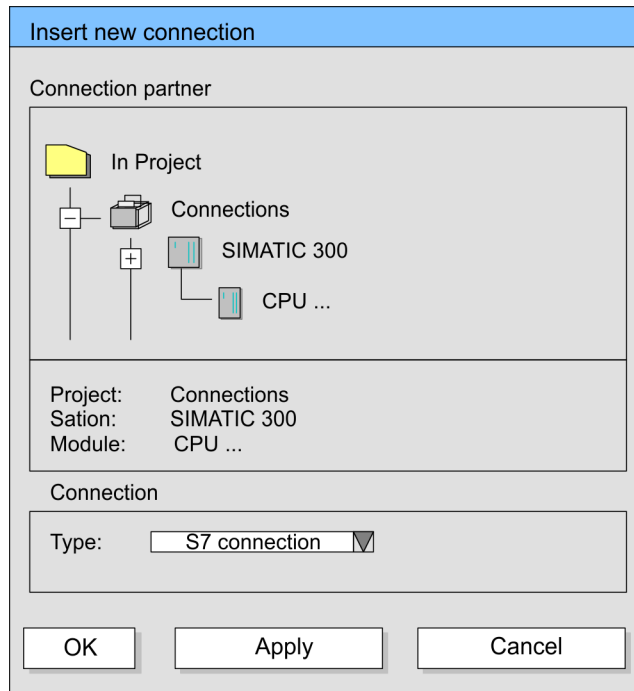 Insert new connection
Connection partner
In Project
Connections
SIMATIC 300
CPU ...
Project: Connections
Sation: SIMATIC 300
Module: CPU ...
Connection
Type: S7 connection
OK Apply Cancel